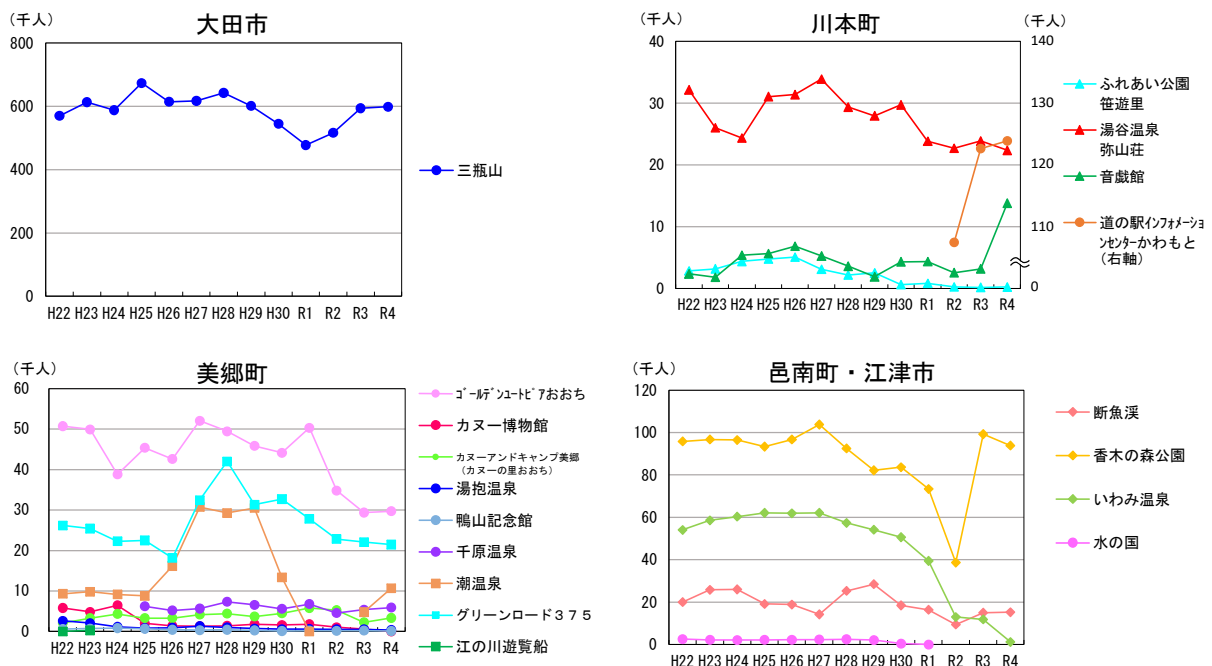 （千人）
大田市
800
600
400
200
0
H22 H23 H24 H25 H26 H27 H28 H29 H30 R1 R2 R3 R4
三瓶山
（千人）
川本町
（千人）
40
30
20
10
0
140
130
120
110
0
H22 H23 H24 H25 H26 H27 H28 H29 H30 R1 R2 R3 R4
ふれあい公園
笹遊里
湯谷温泉
弥山荘
音戯館
道の駅ｲﾝﾌｫﾒｰｼｮ
ﾝｾﾝﾀｰかわもと
（右軸）
（千人）
美郷町
60
50
40
30
20
10
0
H22 H23 H24 H25 H26 H27 H28 H29 H30 R1 R2 R3 R4
ｺﾞｰﾙﾃﾞﾝﾕｰﾄﾋﾟｱおおち
カヌー博物館
カヌーアンドキャンプ美郷
（カヌーの里おおち）
湯抱温泉
鴨山記念館
千原温泉
潮温泉
グリーンロード３７５
江の川遊覧船
（千人）
邑南町・江津市
120
100
80
60
40
20
0
H22 H23 H24 H25 H26 H27 H28 H29 H30 R1 R2 R3 R4
断魚渓
香木の森公園
いわみ温泉
水の国